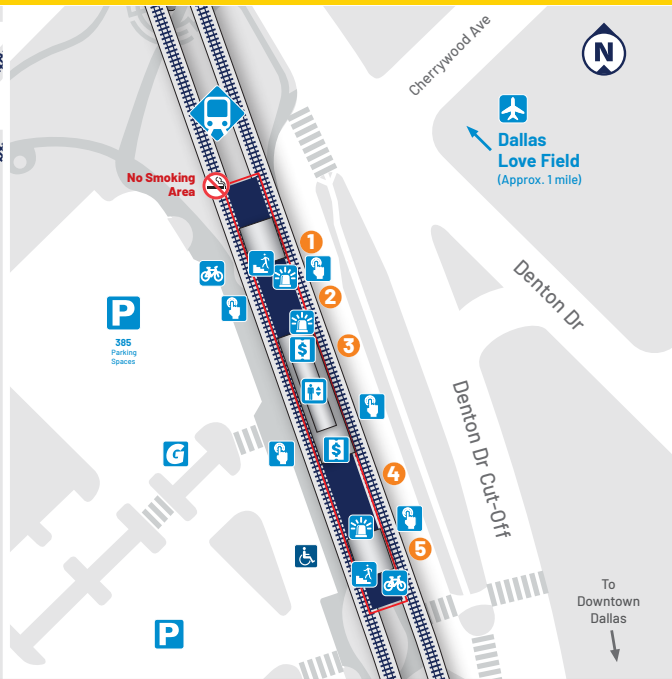 Cherrywood Ave
N
Dallas
Love Field
(Approx. 1 mile)
No Smoking
Area
1
2
3
4
5
P
385
Parking
Spaces
$
Denton Dr
Denton Dr Cut-Off
G
$
P
To
Downtown
Dallas